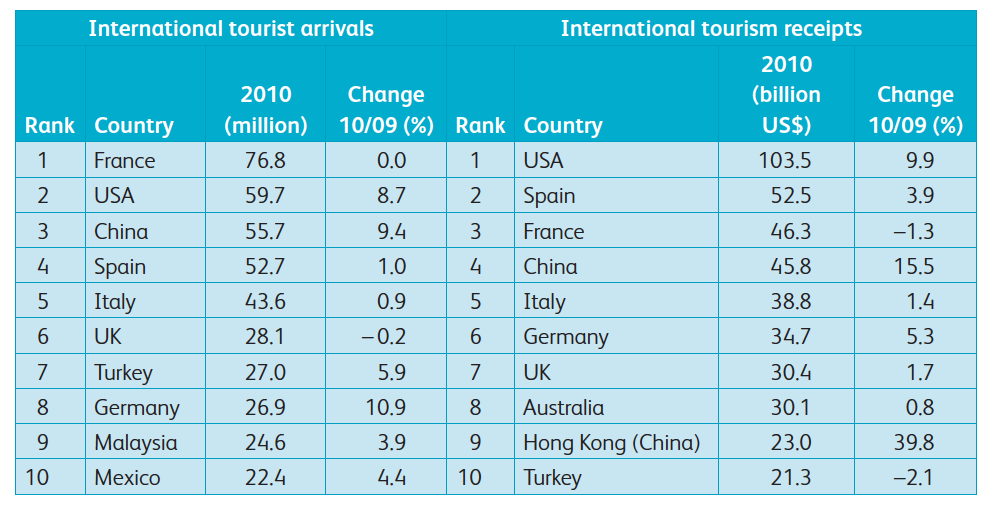 International tourist arrivals International tourism receipts
2010
2010 Change (billion Change
Rank Country (million) 10/09 (%) Rank Country US$) 10/09 (%)
1 France 76.8 0.0 1 USA 103.5 9.9
2 USA 59.7 8.7 2 Spain 52.5 3.9
3 China 55.7 9.4 3 France 46.3 –1.3
4 Spain 52.7 1.0 4 China 45.8 15.5
5 Italy 43.6 0.9 5 Italy 38.8 1.4
6 UK 28.1 –0.2 6 Germany 34.7 5.3
7 Turkey 27.0 5.9 7 UK 30.4 1.7
8 Germany 26.9 10.9 8 Australia 30.1 0.8
9 Malaysia 24.6 3.9 9 Hong Kong (China) 23.0 39.8
10 Mexico 22.4 4.4 10 Turkey 21.3 –2.1